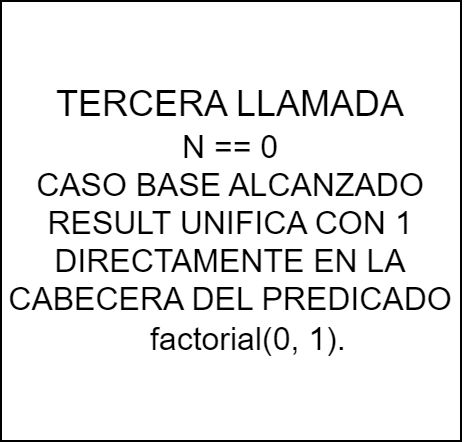 TERCERA LLAMADA
N == 0
CASO BASE ALCANZADO
RESULT UNIFICA CON 1
DIRECTAMENTE EN LA
CABECERA DEL PREDICADO
factorial(0, 1).